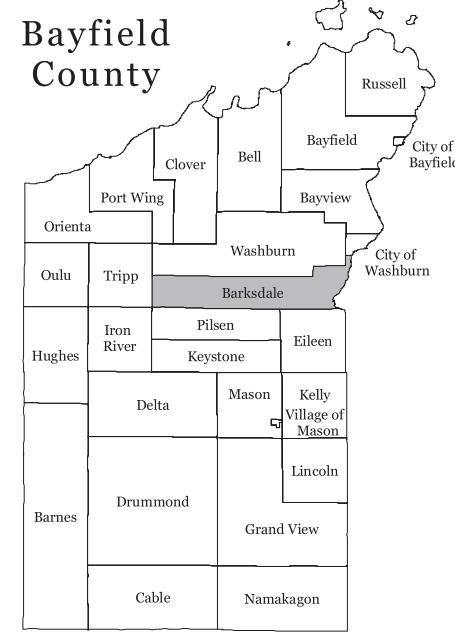 Bayfield
County
Russell
Bayfield
City of
Bayfield
Clover
Bell
Port Wing
Bayview
Orienta
Washburn
City of
Washburn
Oulu
Tripp
Barksdale
Pilsen
Iron
River
Eileen
Hughes
Keystone
Delta
Mason
Kelly
Village of
Mason
Lincoln
Drummond
Barnes
Grand View
Cable
Namakagon